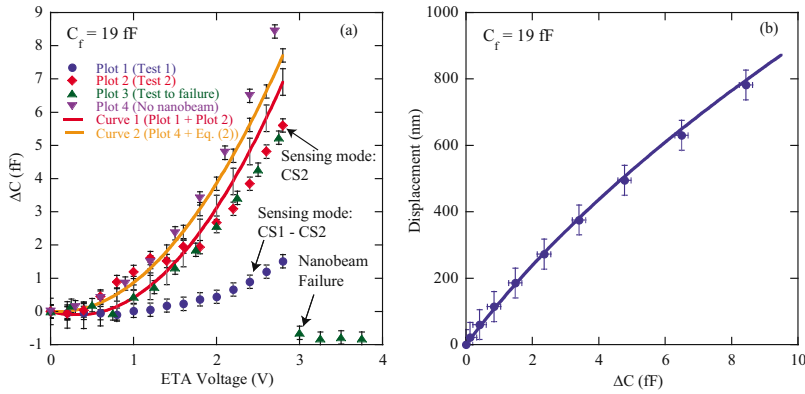 C_f = 19 fF
(a)
Plot 1 (Test 1)
Plot 2 (Test 2)
Plot 3 (Test to failure)
Plot 4 (No nanobeam)
Curve 1 (Plot 1 + Plot 2)
Curve 2 (Plot 4 + Eq. (2))
Sensing mode:
CS2
Sensing mode:
CS1 - CS2
Nanobeam
Failure
ΔC (fF)
9
8
7
6
5
4
3
2
1
0
-1
0
1
2
3
4
ETA Voltage (V)
C_f = 19 fF
(b)
Displacement (nm)
1000
800
600
400
200
0
0
2
4
6
8
10
ΔC (fF)